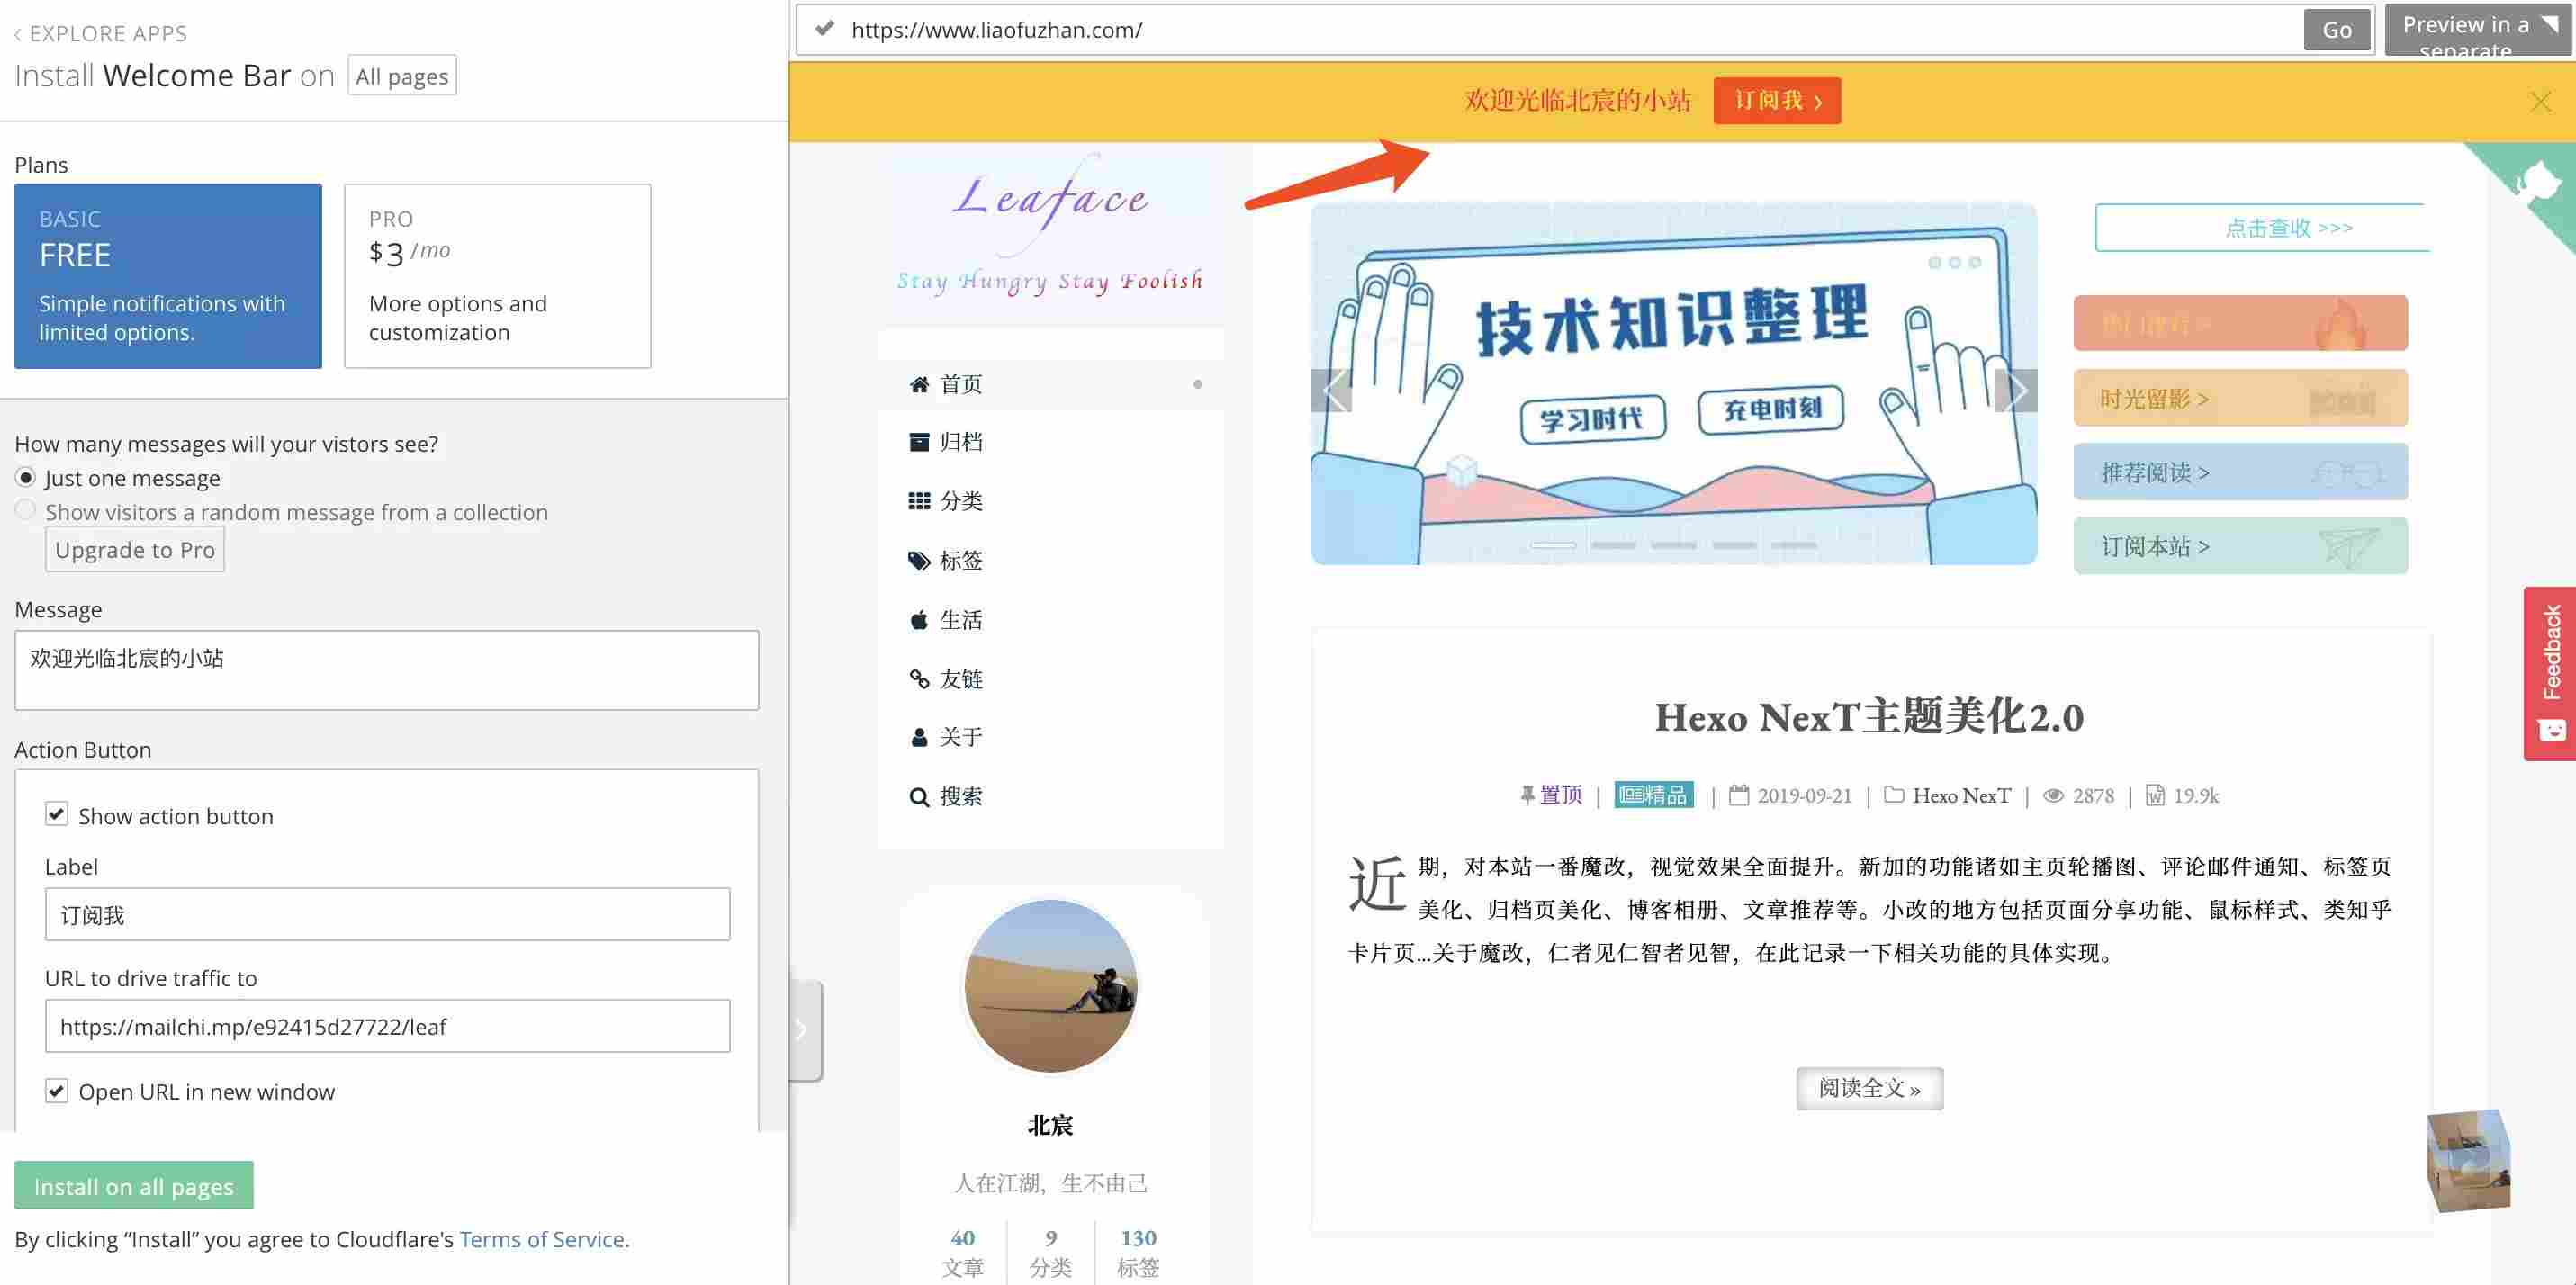 ‹ EXPLORE APPS
Install Welcome Bar on All pages
Plans
BASIC
FREE
Simple notifications with
limited options.
PRO
$3 /mo
More options and
customization
How many messages will your vistors see?
Just one message
Show visitors a random message from a collection
Upgrade to Pro
Message
欢迎光临北宸的小站
Action Button
Show action button
Label
订阅我
URL to drive traffic to
https://mailchi.mp/e92415d27722/leaf
Open URL in new window
Install on all pages
By clicking “Install” you agree to Cloudflare's Terms of Service.
https://www.liaofuzhan.com/
Go
Preview in a
separate
欢迎光临北宸的小站 订阅我 ›
Leaface
Stay Hungry Stay Foolish
首页
归档
分类
标签
生活
友链
关于
搜索
北宸
人在江湖，生不由己
40 9 130
文章 分类 标签
技术知识整理
学习时代 充电时刻
点击查收 >>>
时光留影 >
推荐阅读 >
订阅本站 >
Hexo NexT主题美化2.0
置顶 | 精品 | 2019-09-21 | Hexo NexT | 2878 | 19.9k
近期，对本站一番魔改，视觉效果全面提升。新加的功能诸如主页轮播图、评论邮件通知、标签页
美化、归档页美化、博客相册、文章推荐等。小改的地方包括页面分享功能、鼠标样式、类知乎
卡片页...关于魔改，仁者见仁智者见智，在此记录一下相关功能的具体实现。
阅读全文 »
Feedback